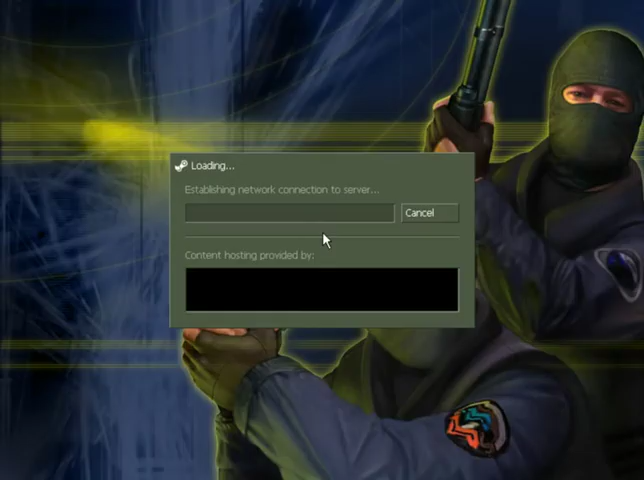 Loading...
Establishing network connection to server...
Cancel
Content hosting provided by: